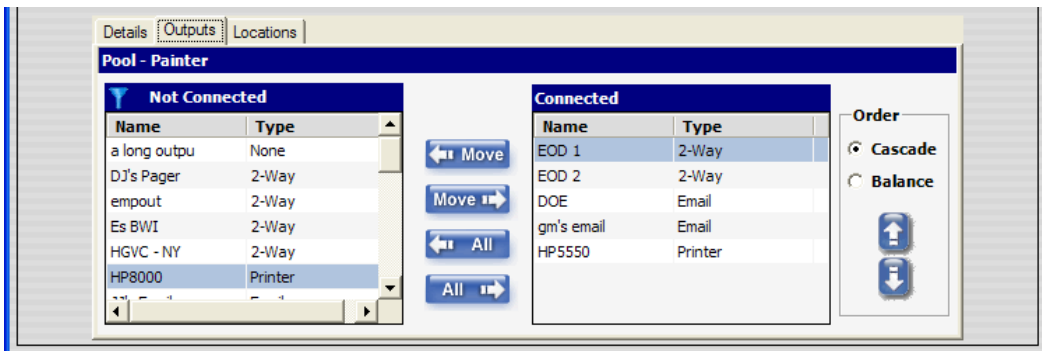 Details Outputs Locations
Pool - Painter
Not Connected
Name Type
a long outpu None
DJ's Pager 2-Way
empout 2-Way
Es BWI 2-Way
HGVC - NY 2-Way
HP8000 Printer
Move
Move
All
All
Connected
Name Type
EOD 1 2-Way
EOD 2 2-Way
DOE Email
gm's email Email
HP5550 Printer
Order
Cascade
Balance